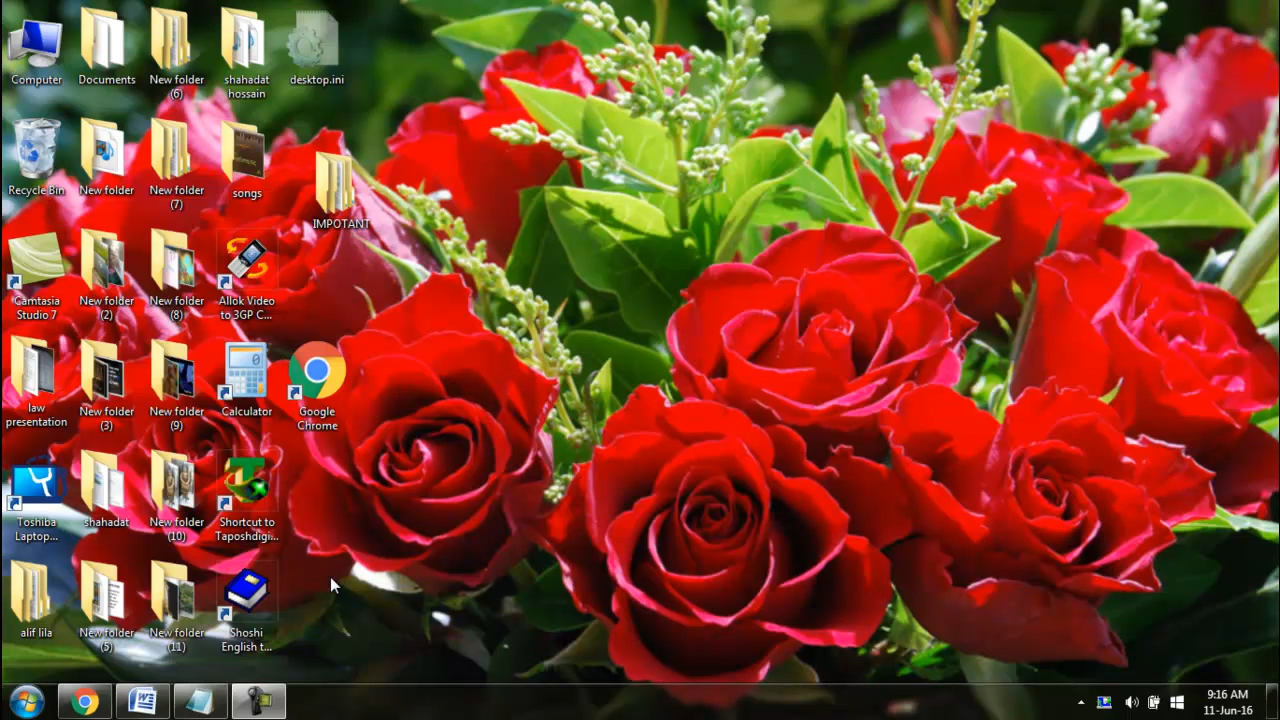 Computer
Documents
New folder
(6)
shahadat
hossain
desktop.ini
Recycle Bin
New folder
New folder
(7)
songs
IMPOTANT
Camtasia
Studio 7
New folder
(2)
New folder
(8)
Allok Video
to 3GP C...
law
presentation
New folder
(3)
New folder
(9)
Calculator
Google
Chrome
Toshiba
Laptop...
shahadat
New folder
(10)
Shortcut to
Taposhdigi...
alif lila
New folder
(5)
New folder
(11)
Shoshi
English t...
9:16 AM
11-Jun-16